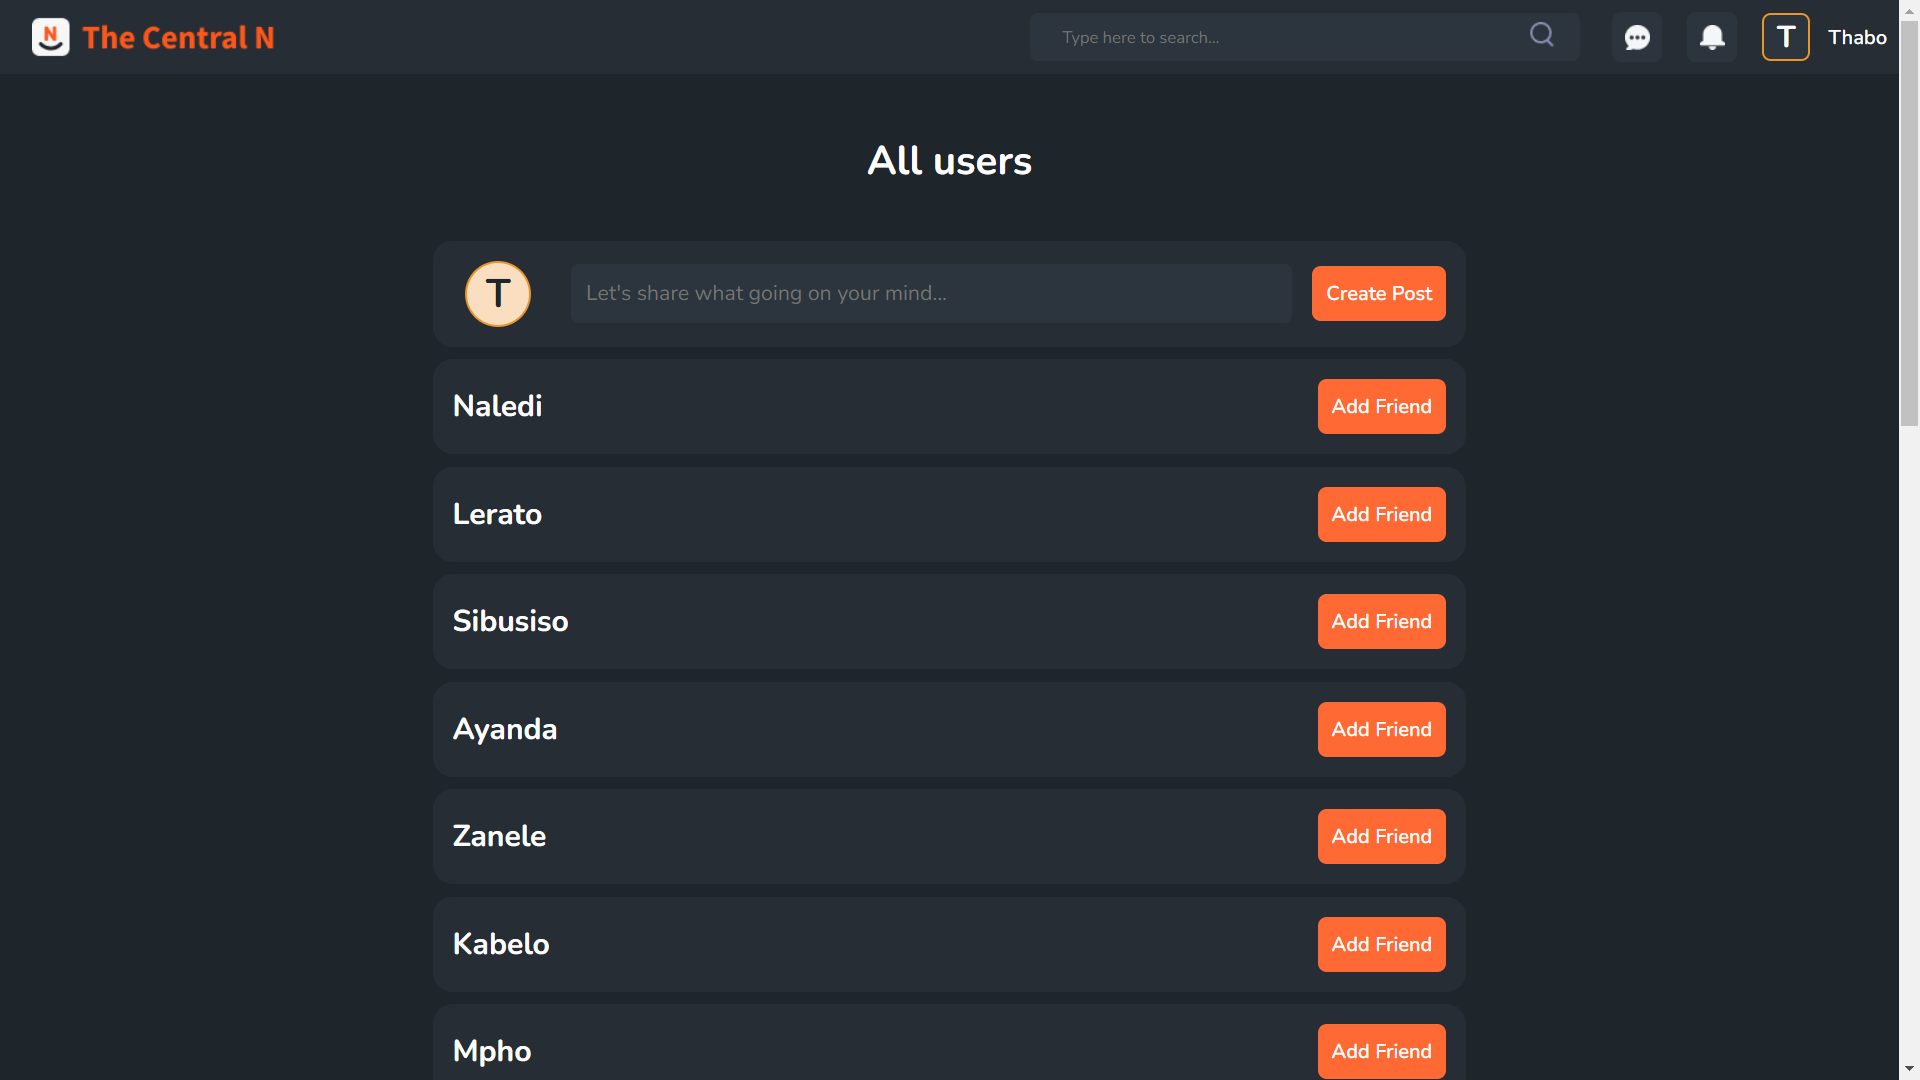 N The Central N
Type here to search...
T
Thabo
All users
T
Let's share what going on your mind...
Create Post
Naledi
Add Friend
Lerato
Add Friend
Sibusiso
Add Friend
Ayanda
Add Friend
Zanele
Add Friend
Kabelo
Add Friend
Mpho
Add Friend